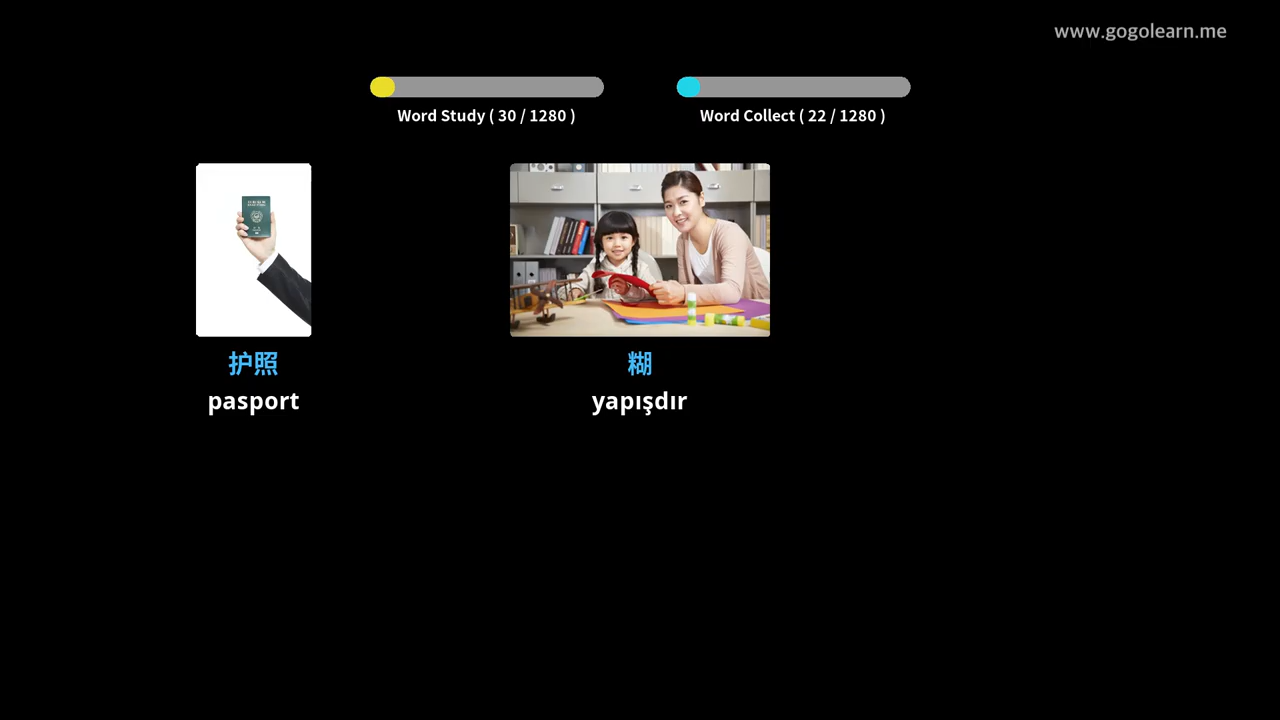 www.gogolearn.me
Word Study ( 30 / 1280 )
Word Collect ( 22 / 1280 )
护照
pasport
糊
yapışdır